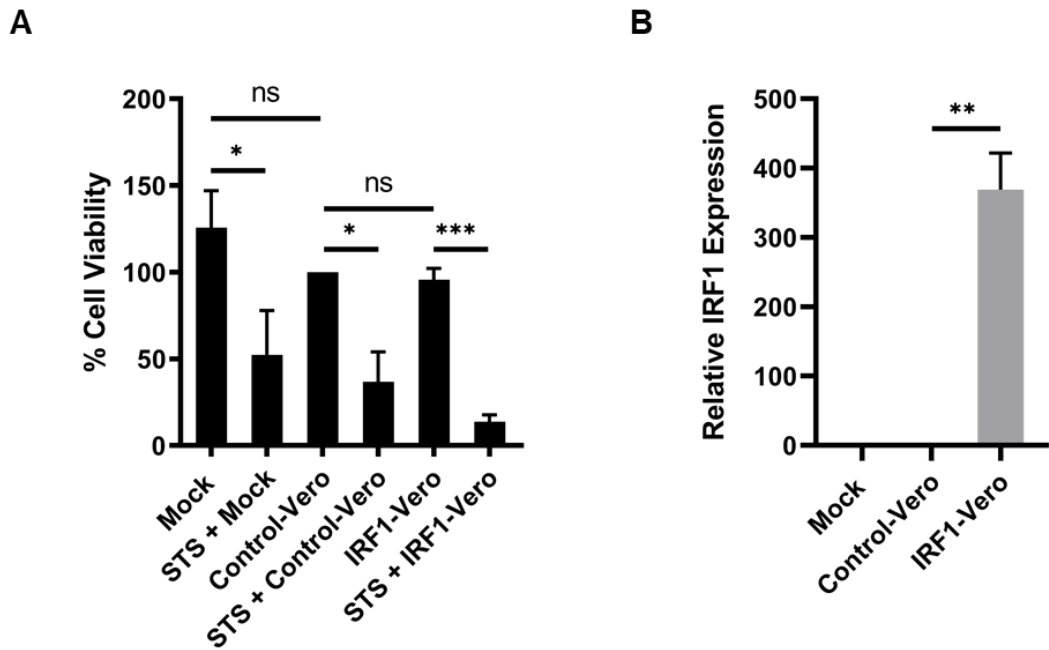 A
% Cell Viability
200
150
100
50
0
ns
*
ns
*
***
Mock
STS + Mock
Control-Vero
STS + Control-Vero
IRF1-Vero
STS + IRF1-Vero
B
Relative IRF1 Expression
500
400
300
200
100
0
**
Mock
Control-Vero
IRF1-Vero